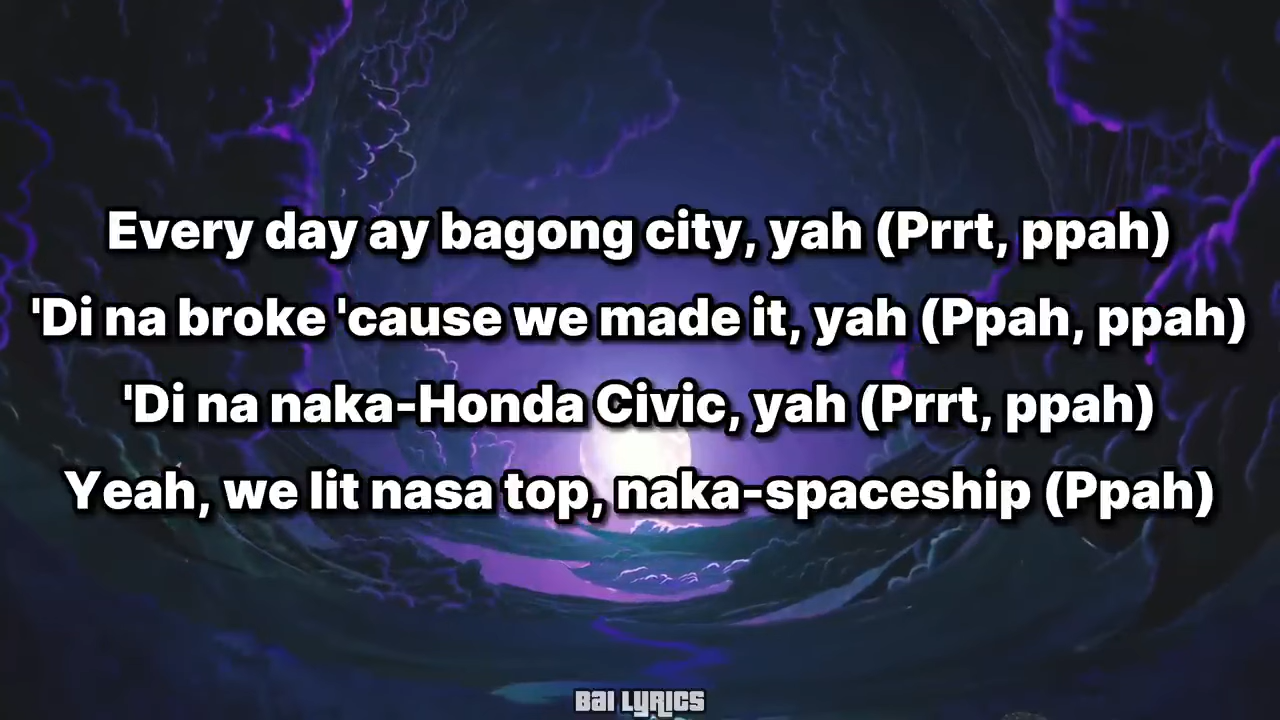 Every day ay bagong city, yah (Prrt, ppah)
'Di na broke 'cause we made it, yah (Ppah, ppah)
'Di na naka-Honda Civic, yah (Prrt, ppah)
Yeah, we lit nasa top, naka-spaceship (Ppah)
BAI LYRICS